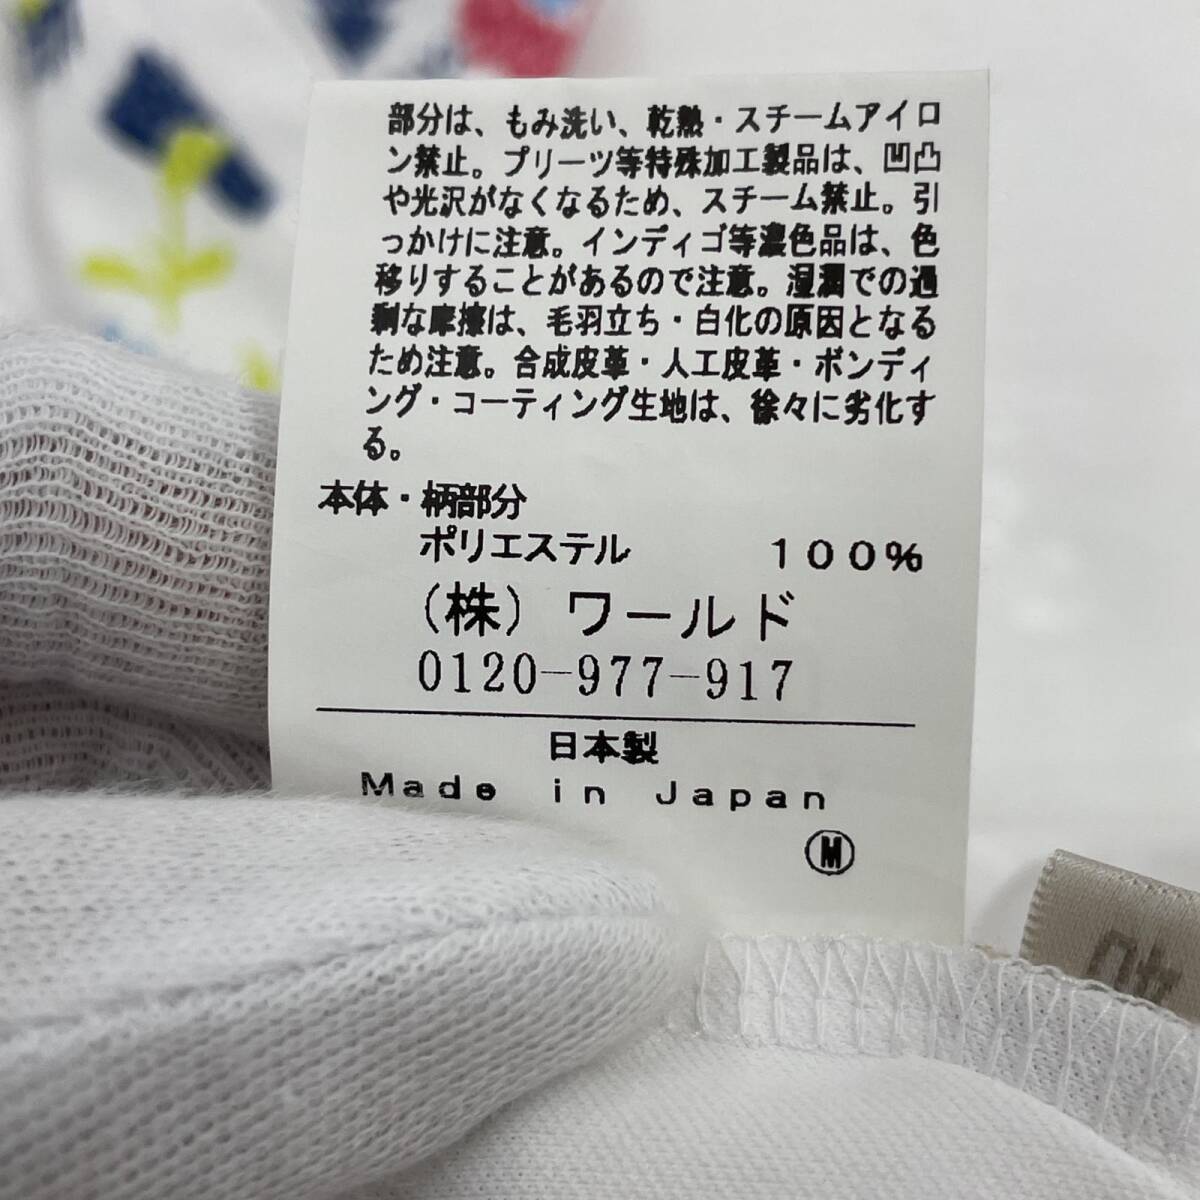 部分は、もみ洗い、乾熱・スチームアイロ
ン禁止。プリーツ等特殊加工製品は、凹凸
や光沢がなくなるため、スチーム禁止。引
っかけに注意。インディゴ等濃色品は、色
移りすることがあるので注意。湿潤での過
剰な摩擦は、毛羽立ち・白化の原因となる
ため注意。合成皮革・人工皮革・ボンディ
ング・コーティング生地は、徐々に劣化す
る。
本体・柄部分
ポリエステル 100%
(株)ワールド
0120-977-917
日本製
Made in Japan
M
40